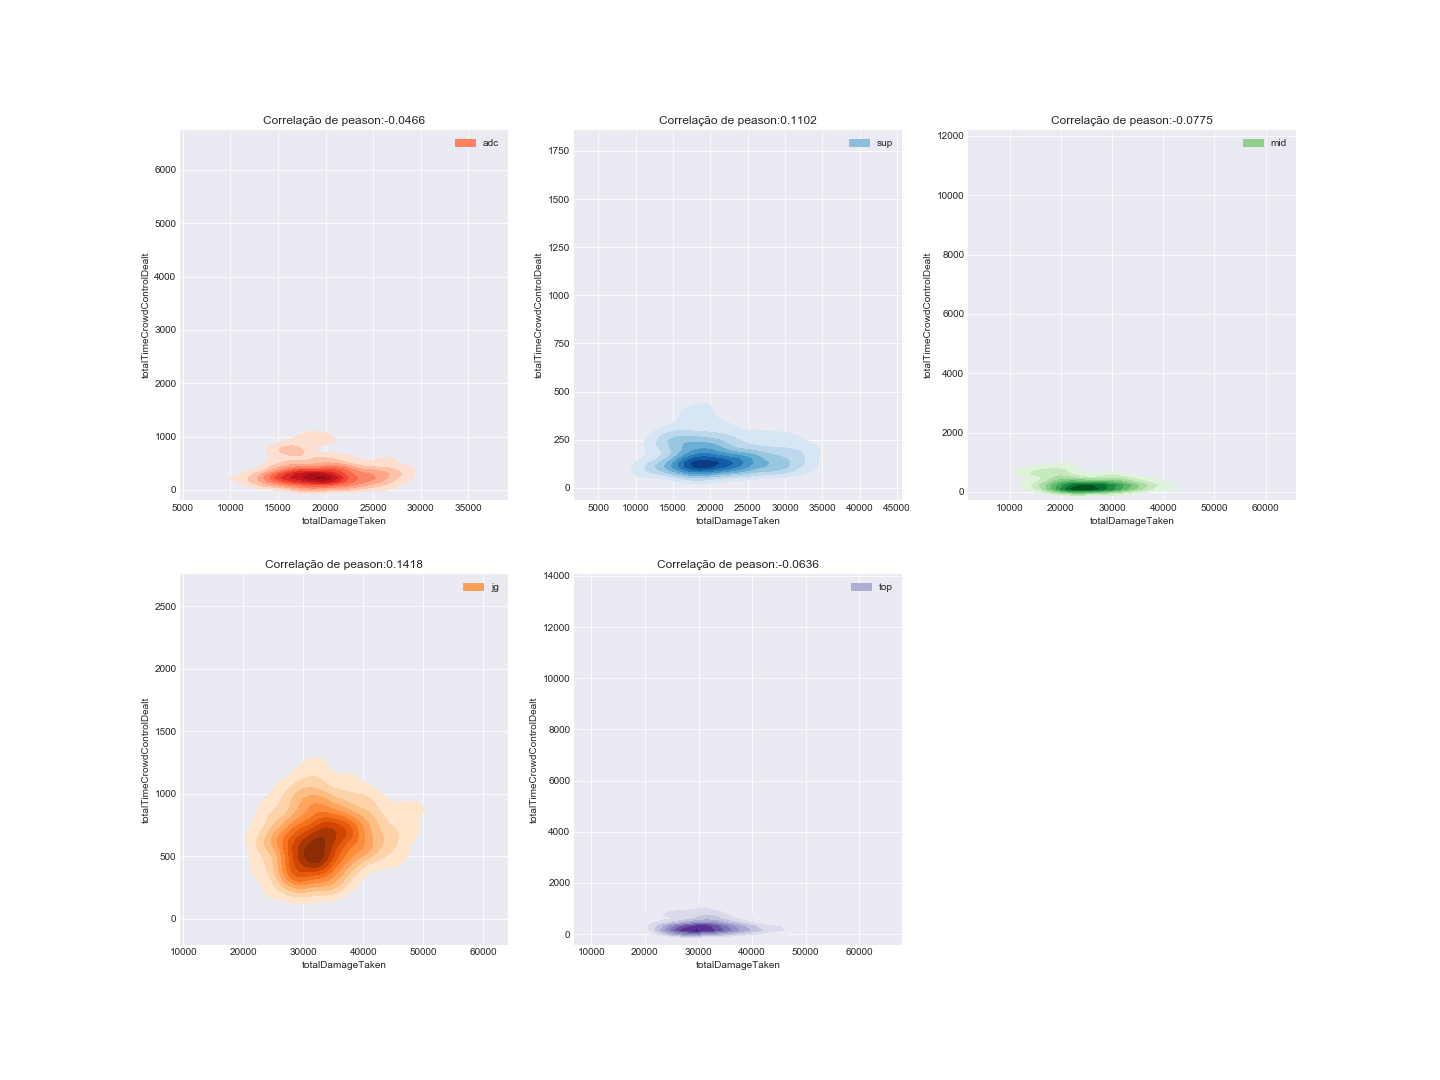 Correlação de peason:-0.0466
adc
6000
5000
4000
3000
2000
1000
0
totalTimeCrowdControlDealt
5000 10000 15000 20000 25000 30000 35000
totalDamageTaken
Correlação de peason:0.1102
sup
1750
1500
1250
1000
750
500
250
0
totalTimeCrowdControlDealt
5000 10000 15000 20000 25000 30000 35000 40000 45000
totalDamageTaken
Correlação de peason:-0.0775
mid
12000
10000
8000
6000
4000
2000
0
totalTimeCrowdControlDealt
10000 20000 30000 40000 50000 60000
totalDamageTaken
Correlação de peason:0.1418
jg
2500
2000
1500
1000
500
0
totalTimeCrowdControlDealt
10000 20000 30000 40000 50000 60000
totalDamageTaken
Correlação de peason:-0.0636
top
14000
12000
10000
8000
6000
4000
2000
0
totalTimeCrowdControlDealt
10000 20000 30000 40000 50000 60000
totalDamageTaken